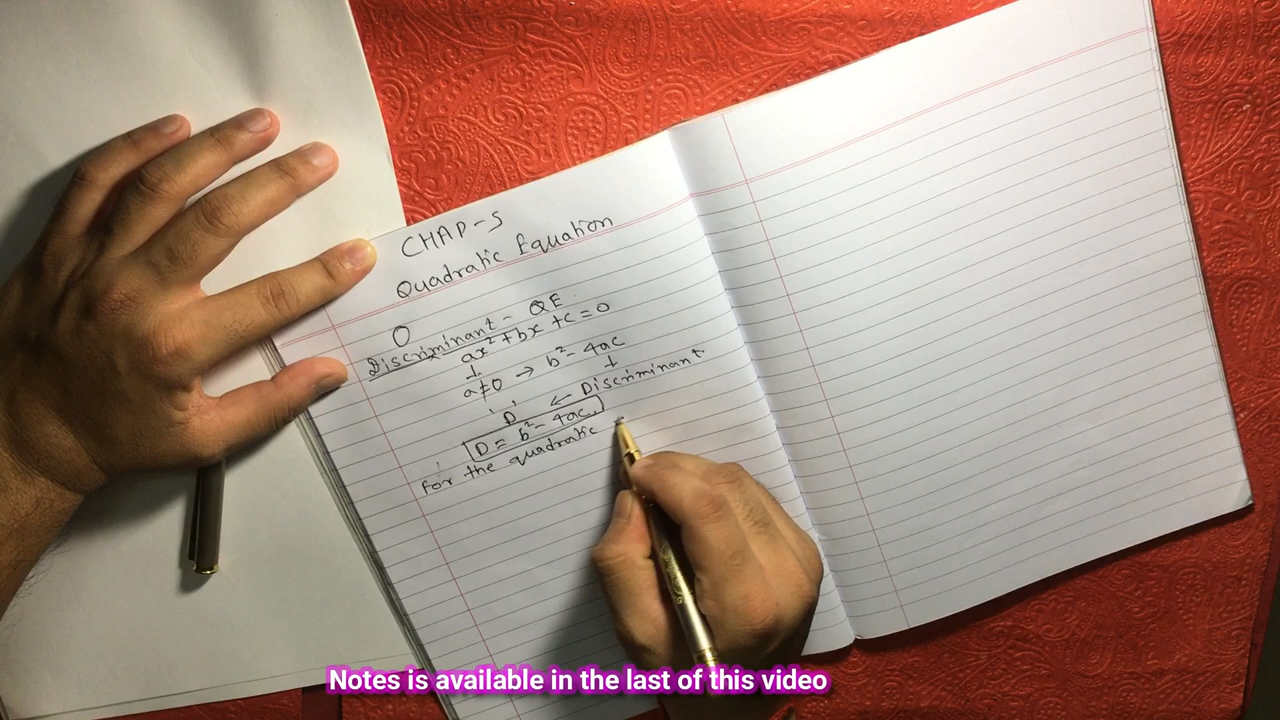 CHAP-5
Quadratic Equation
Discriminant - QE
ax²+bx+c=0
a≠0 → b²-4ac
'D' ← Discriminant
D = b²-4ac.
For the quadratic
Notes is available in the last of this video